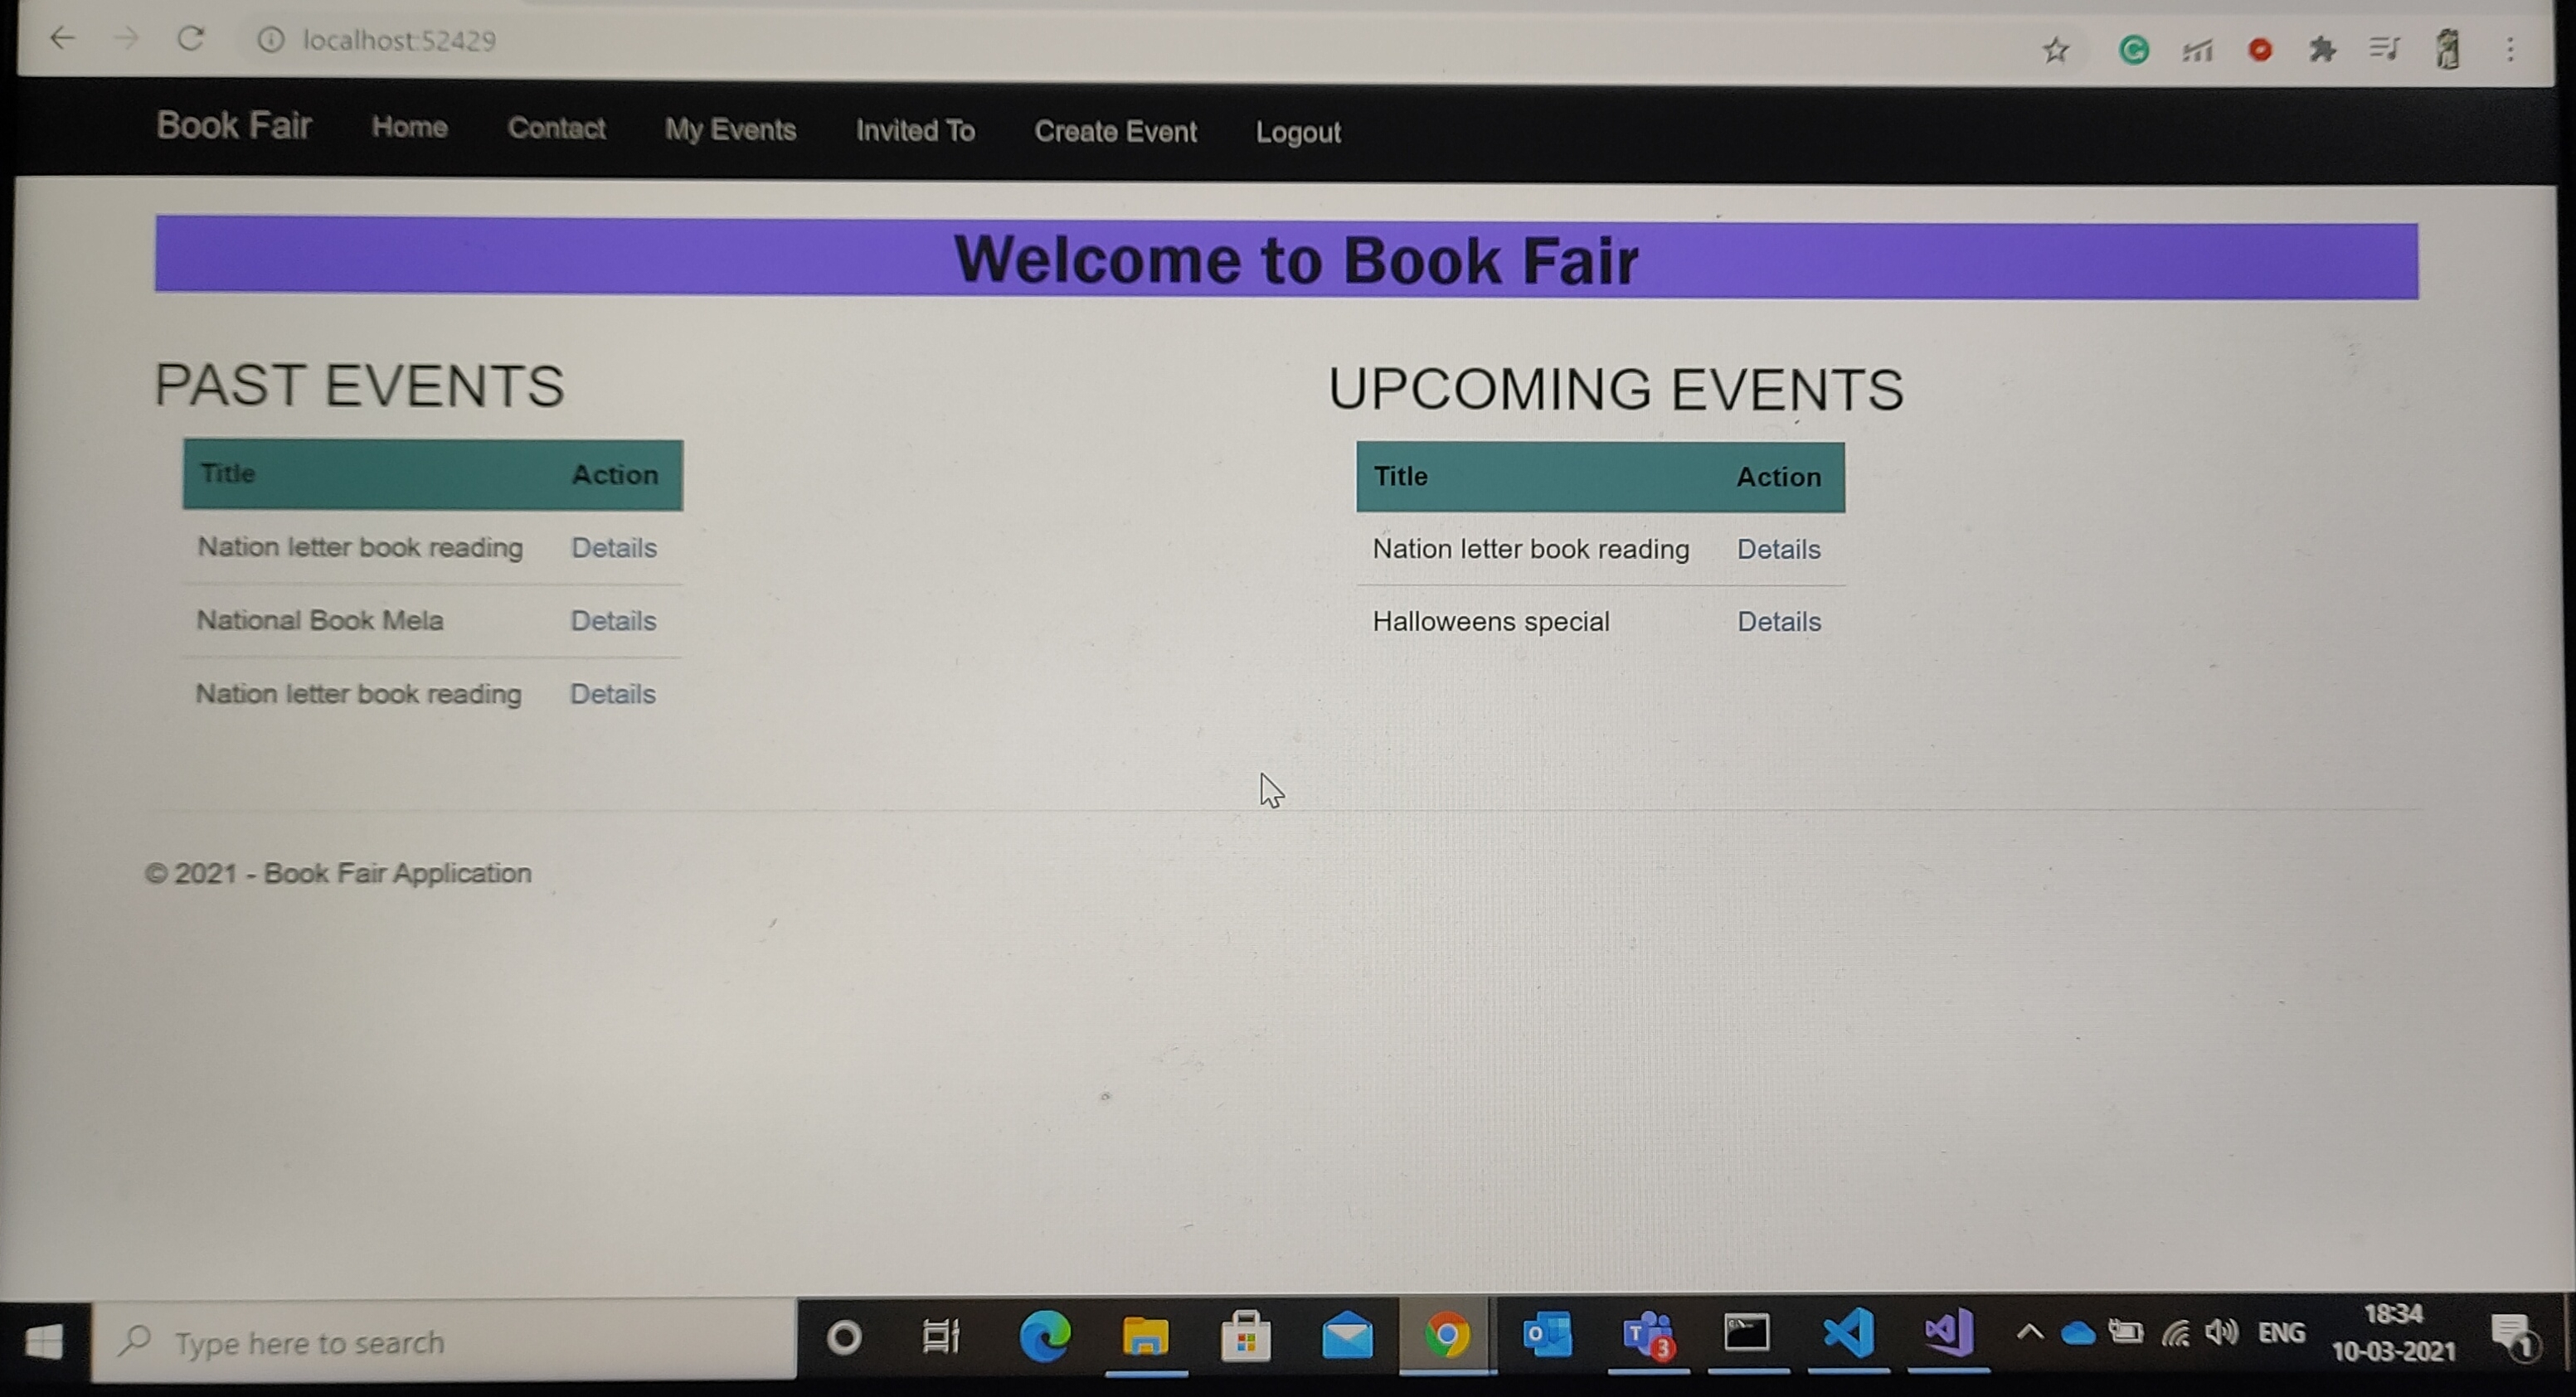 localhost:52429
Book Fair Home Contact My Events Invited To Create Event Logout
Welcome to Book Fair
PAST EVENTS
Title Action
Nation letter book reading Details
National Book Mela Details
Nation letter book reading Details
UPCOMING EVENTS
Title Action
Nation letter book reading Details
Halloweens special Details
© 2021 - Book Fair Application
Type here to search
3
ENG
18:34
10-03-2021
1